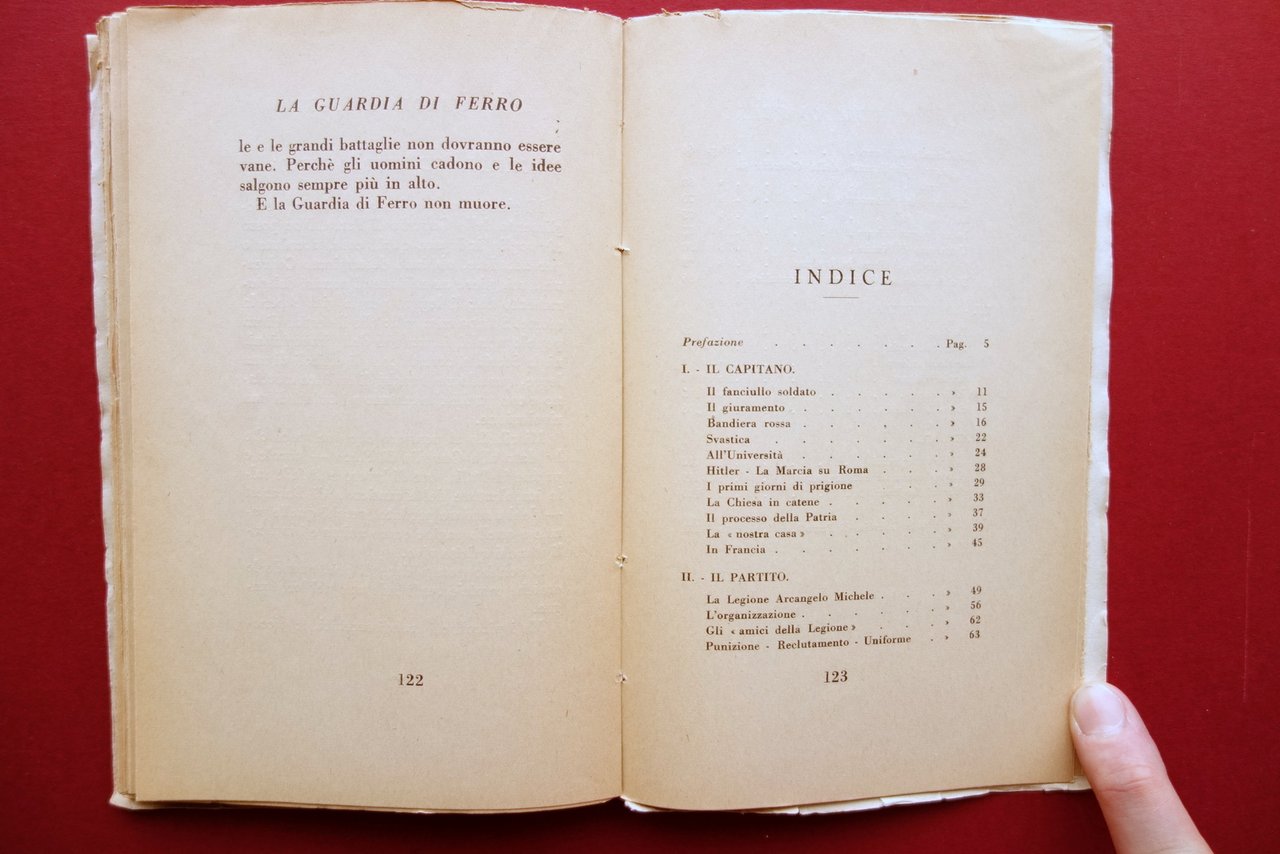 LA GUARDIA DI FERRO
le e le grandi battaglie non dovranno essere
vane. Perchè gli uomini cadono e le idee
salgono sempre più in alto.
E la Guardia di Ferro non muore.
122
INDICE
Prefazione . . . . . . . Pag. 5
I. - IL CAPITANO.
Il fanciullo soldato . . . . . » 11
Il giuramento . . . . . . » 15
Bandiera rossa . . . . . . » 16
Svastica . . . . . . . » 22
All'Università . . . . . . » 24
Hitler - La Marcia su Roma . . . » 28
I primi giorni di prigione . . . » 29
La Chiesa in catene . . . . . » 33
Il processo della Patria . . . . » 37
La « nostra casa » . . . . . » 39
In Francia . . . . . . . » 45
II. - IL PARTITO.
La Legione Arcangelo Michele . . . » 49
L'organizzazione . . . . . . » 56
Gli « amici della Legione » . . . . » 62
Punizione - Reclutamento - Uniforme . » 63
123